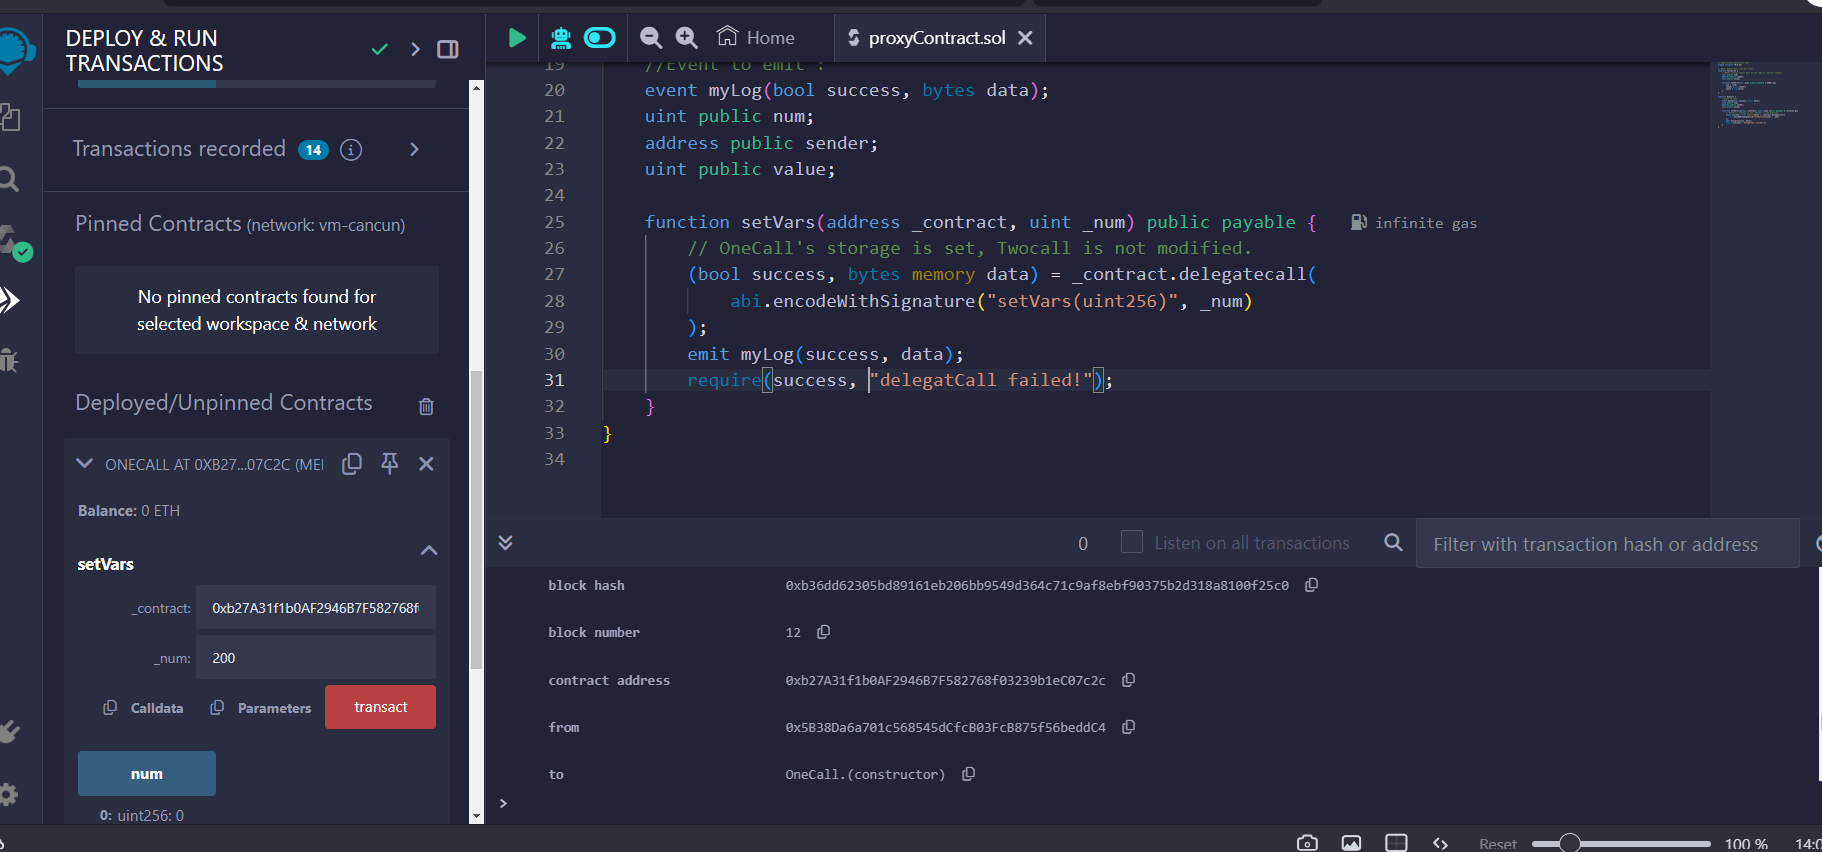 DEPLOY & RUN
TRANSACTIONS
Transactions recorded 14
Pinned Contracts (network: vm-cancun)
No pinned contracts found for
selected workspace & network
Deployed/Unpinned Contracts
ONECALL AT 0XB27...07C2C (MEI
Balance: 0 ETH
setVars
_contract: 0xb27A31f1b0AF2946B7F582768f
_num: 200
Calldata Parameters transact
num
0: uint256: 0
Home proxyContract.sol
19 //Event to emit :
20 event myLog(bool success, bytes data);
21 uint public num;
22 address public sender;
23 uint public value;
24
25 function setVars(address _contract, uint _num) public payable { infinite gas
26 // OneCall's storage is set, Twocall is not modified.
27 (bool success, bytes memory data) = _contract.delegatecall(
28 abi.encodeWithSignature("setVars(uint256)", _num)
29 );
30 emit myLog(success, data);
31 require(success, "delegatCall failed!");
32 }
33 }
34
0 Listen on all transactions Filter with transaction hash or address
block hash 0xb36dd62305bd89161eb206bb9549d364c71c9af8ebf90375b2d318a8100f25c0
block number 12
contract address 0xb27A31f1b0AF2946B7F582768f03239b1eC07c2c
from 0x5B38Da6a701c568545dCfcB03FcB875f56beddC4
to OneCall.(constructor)
>
Reset 100 % 14:0